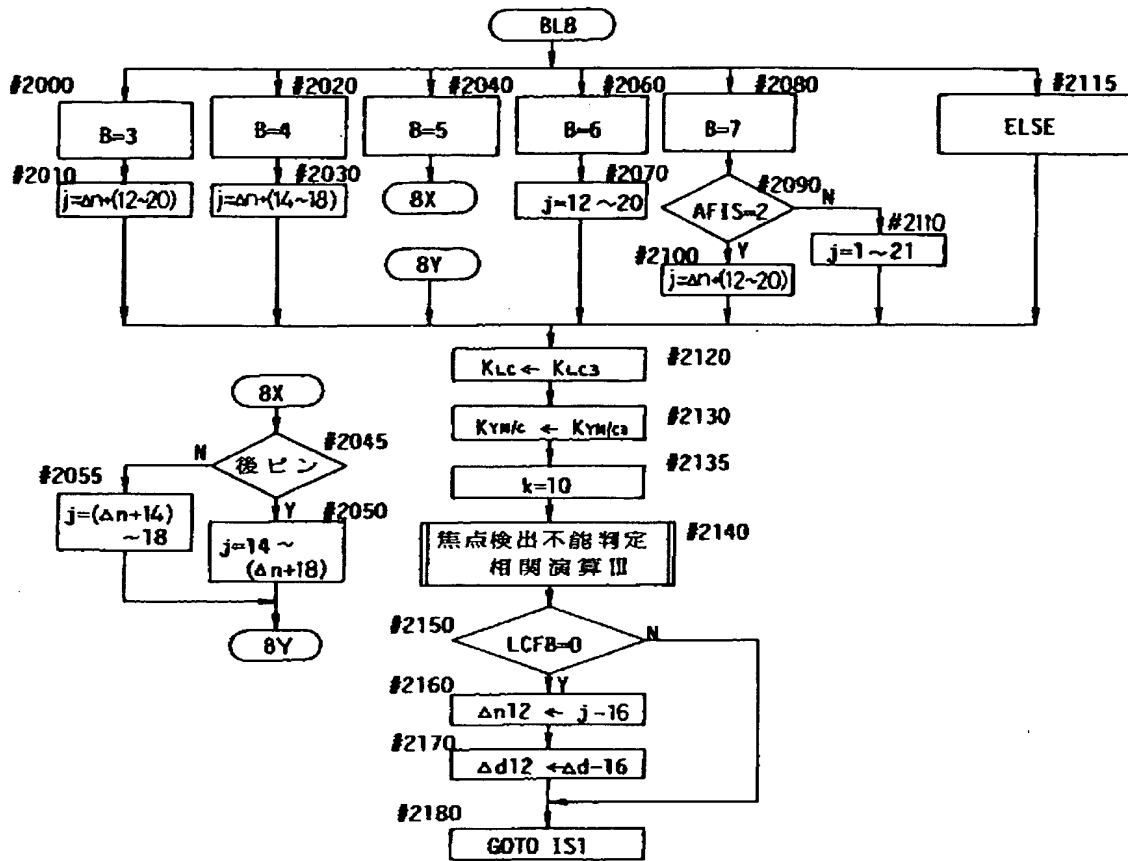 BL8
#2000
#2020
#2040
#2060
#2080
#2115
B=3
B=4
B=5
B=6
B=7
ELSE
#2010
j=Δn+(12~20)
#2030
j=Δn+(14~18)
8X
#2070
j=12~20
#2090
AFIS=2
N
Y
#2110
j=1~21
8Y
#2100
j=Δn+(12~20)
KLC ← KLC3
#2120
KYM/C ← KYM/C3
#2130
k=10
#2135
焦点検出不能判定
相関演算III
#2140
#2150
LCF8=0
N
Y
#2160
Δn12 ← j-16
#2170
Δd12 ←Δd-16
#2180
GOTO IS1
8X
#2045
後ピン
N
Y
#2055
j=(Δn+14)
~18
#2050
j=14~
(Δn+18)
8Y